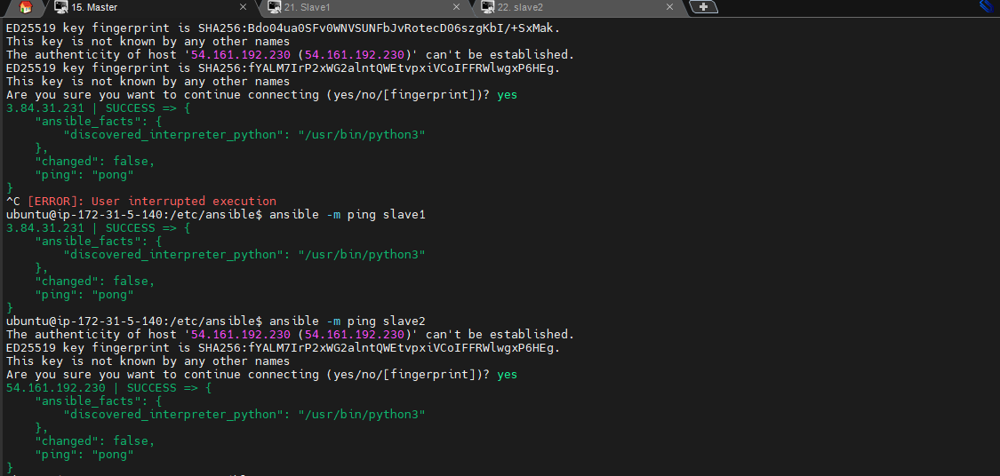 15. Master
21. Slave1
22. slave2
ED25519 key fingerprint is SHA256:Bdo04ua0SFv0WNVSUNFbJvRotecD06szgKbI/+SxMak.
This key is not known by any other names
The authenticity of host '54.161.192.230 (54.161.192.230)' can't be established.
ED25519 key fingerprint is SHA256:fYALM7IrP2xWG2alntQWEtvpxiVCoIFFRWlwgxP6HEg.
This key is not known by any other names
Are you sure you want to continue connecting (yes/no/[fingerprint])? yes
3.84.31.231 | SUCCESS => {
    "ansible_facts": {
        "discovered_interpreter_python": "/usr/bin/python3"
    },
    "changed": false,
    "ping": "pong"
}
^C [ERROR]: User interrupted execution
ubuntu@ip-172-31-5-140:/etc/ansible$ ansible -m ping slave1
3.84.31.231 | SUCCESS => {
    "ansible_facts": {
        "discovered_interpreter_python": "/usr/bin/python3"
    },
    "changed": false,
    "ping": "pong"
}
ubuntu@ip-172-31-5-140:/etc/ansible$ ansible -m ping slave2
The authenticity of host '54.161.192.230 (54.161.192.230)' can't be established.
ED25519 key fingerprint is SHA256:fYALM7IrP2xWG2alntQWEtvpxiVCoIFFRWlwgxP6HEg.
This key is not known by any other names
Are you sure you want to continue connecting (yes/no/[fingerprint])? yes
54.161.192.230 | SUCCESS => {
    "ansible_facts": {
        "discovered_interpreter_python": "/usr/bin/python3"
    },
    "changed": false,
    "ping": "pong"
}